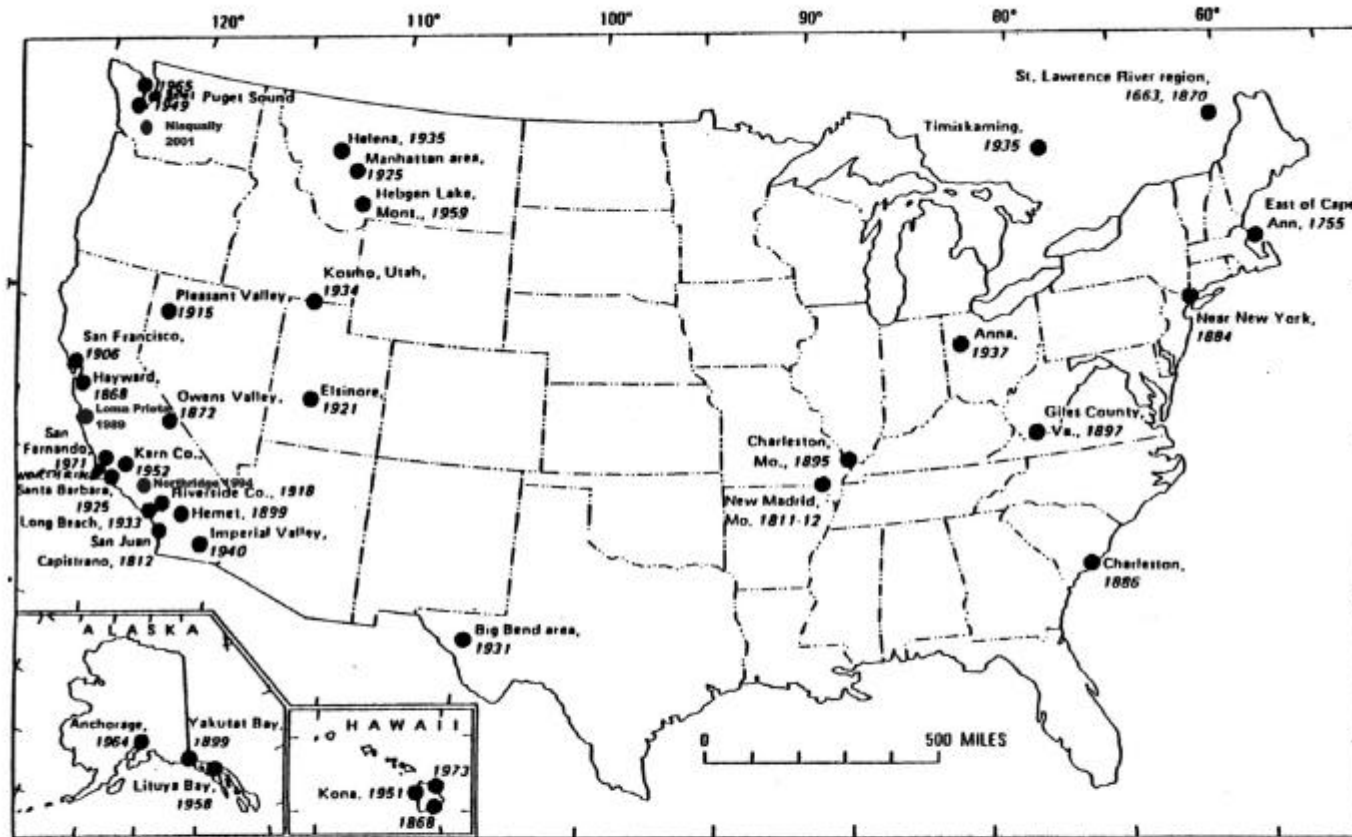 120° 110° 100° 90° 80° 60°
1965
1949 Puget Sound
Nisqually
2001
Helena, 1935
Manhattan area,
1925
Hebgen Lake,
Mont., 1959
St. Lawrence River region,
1663, 1870
Timiskaming,
1935
East of Cape
Ann, 1755
Kosmo, Utah,
1934
Pleasant Valley,
1915
San Francisco,
1906
Hayward,
1868
Loma Prieta
1989
Owens Valley,
1872
Elsinore,
1921
Anna,
1937
Near New York,
1884
Giles County,
Va., 1897
Charleston,
Mo., 1895
New Madrid,
Mo. 1811-12
Charleston,
1886
San
Fernando,
1971
Kern Co.,
1952
Northridge 1994
Santa Barbara,
1925
Riverside Co., 1918
Long Beach, 1933
Hemet, 1899
San Juan
Capistrano, 1812
Imperial Valley,
1940
Big Bend area,
1931
ALASKA
Anchorage,
1964
Yakutat Bay,
1899
Lituya Bay,
1958
HAWAII
1973
Kona, 1951
1868
0 500 MILES